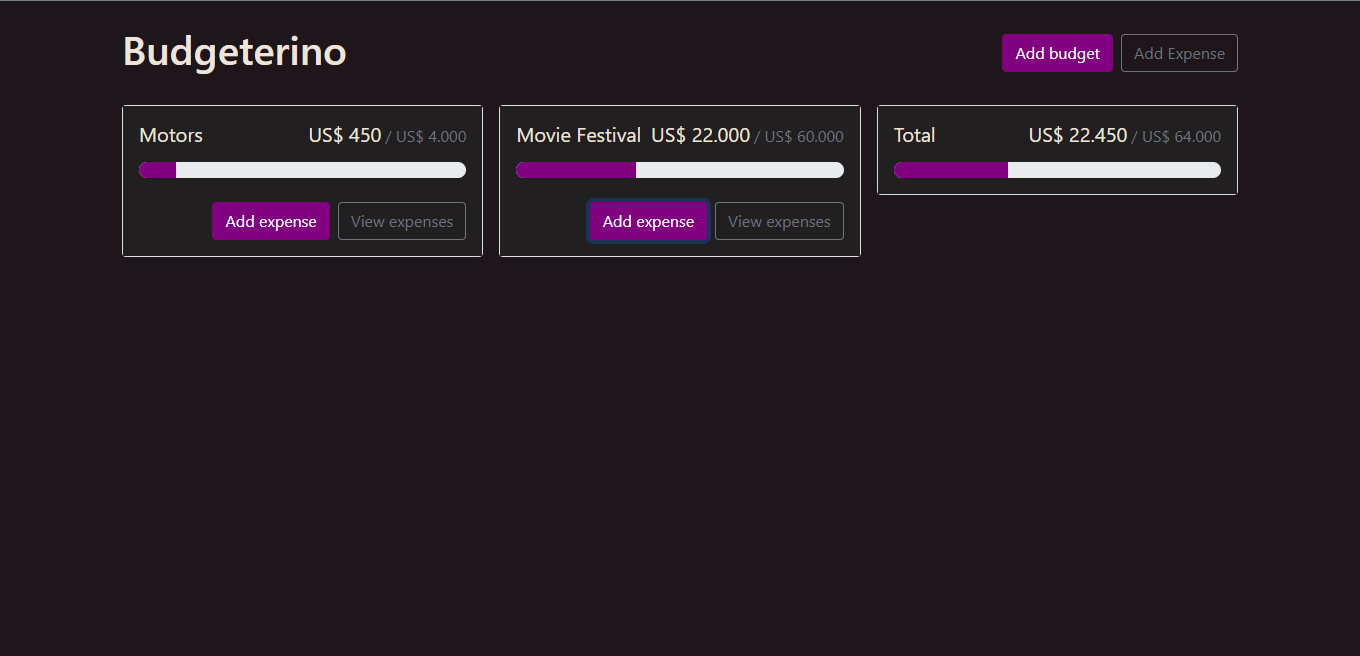 Budgeterino
Add budget
Add Expense
Motors US$ 450 / US$ 4.000
Add expense
View expenses
Movie Festival US$ 22.000 / US$ 60.000
Add expense
View expenses
Total US$ 22.450 / US$ 64.000